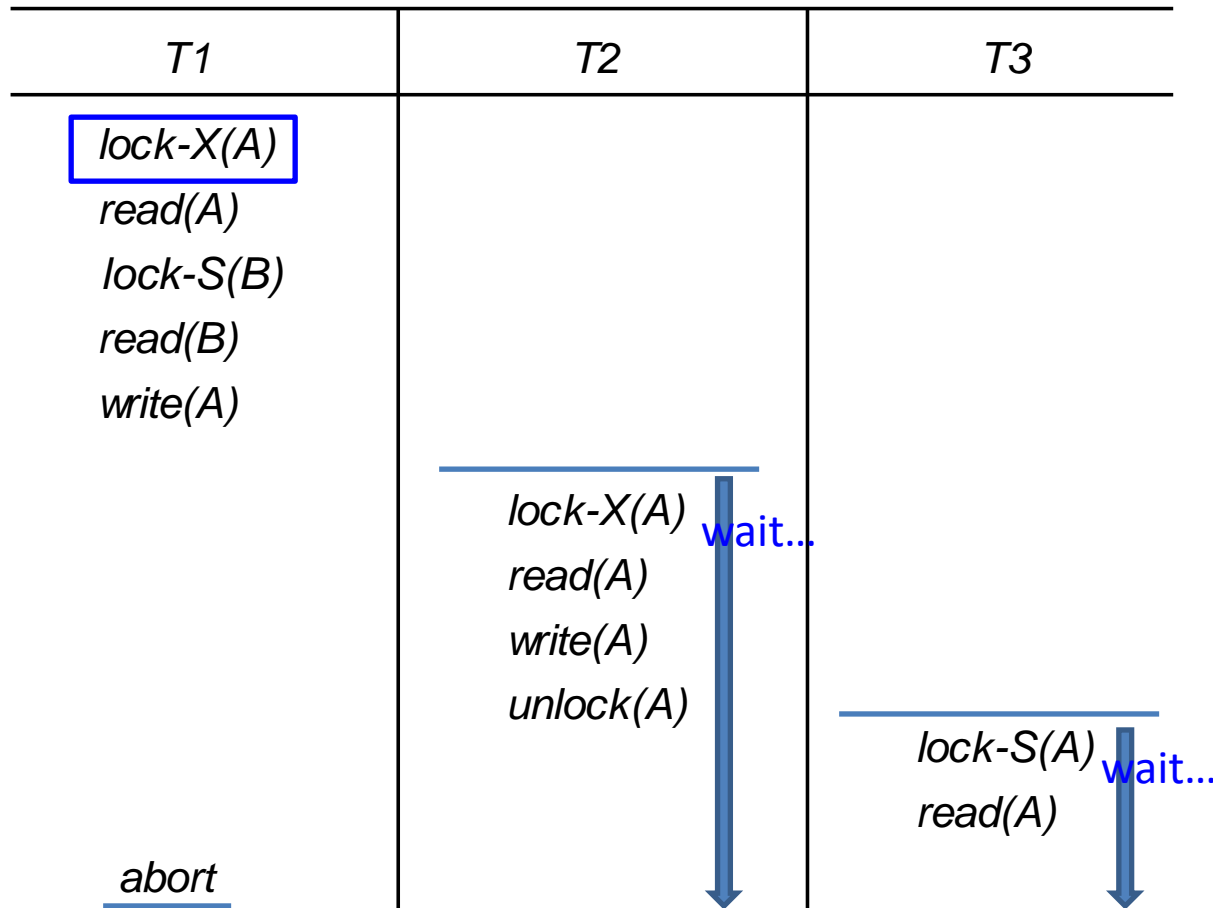 T1 T2 T3
lock-X(A)
read(A)
lock-S(B)
read(B)
write(A)
lock-X(A) wait...
read(A)
write(A)
unlock(A)
lock-S(A) wait...
read(A)
abort